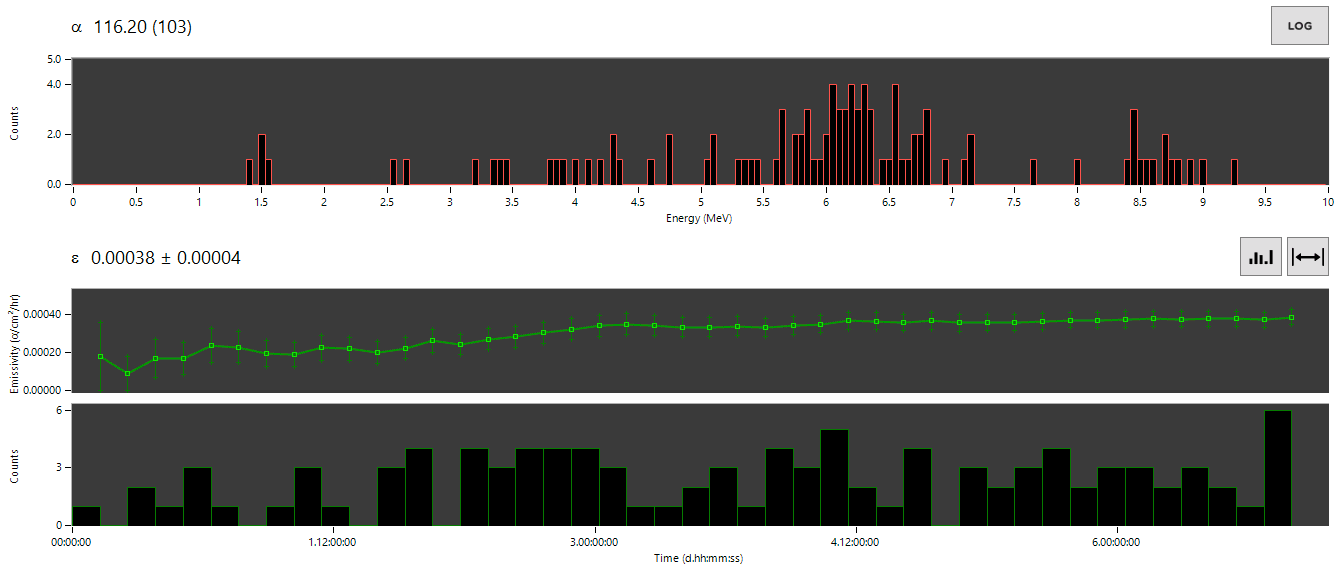 α 116.20 (103)
LOG
5.0
4.0
2.0
0.0
Counts
0 0.5 1 1.5 2 2.5 3 3.5 4 4.5 5 5.5 6 6.5 7 7.5 8 8.5 9 9.5 10
Energy (MeV)
ε 0.00038 ± 0.00004
0.00040
0.00020
0.00000
Emissivity (α/cm²/hr)
6
3
0
Counts
00:00:00 1.12:00:00 3.00:00:00 4.12:00:00 6.00:00:00
Time (d.hh:mm:ss)